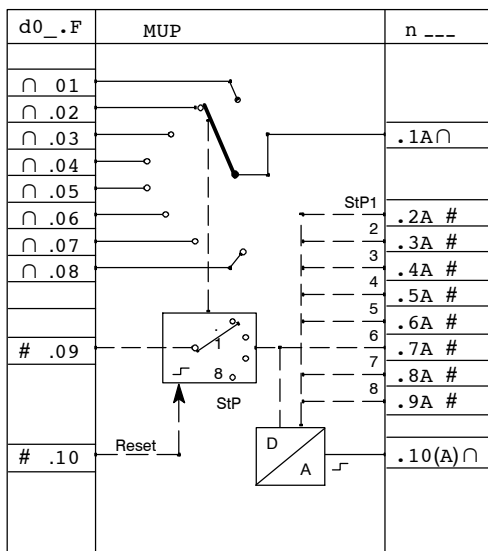 d0_.F MUP n ___
∩ 01
∩ .02
∩ .03 .1A∩
∩ .04
∩ .05
∩ .06 StP1 .2A #
∩ .07 2 .3A #
∩ .08 3 .4A #
4 .5A #
5 .6A #
# .09 1 6 .7A #
8 7 .8A #
StP 8 .9A #
D
# .10 Reset A .10(A)∩